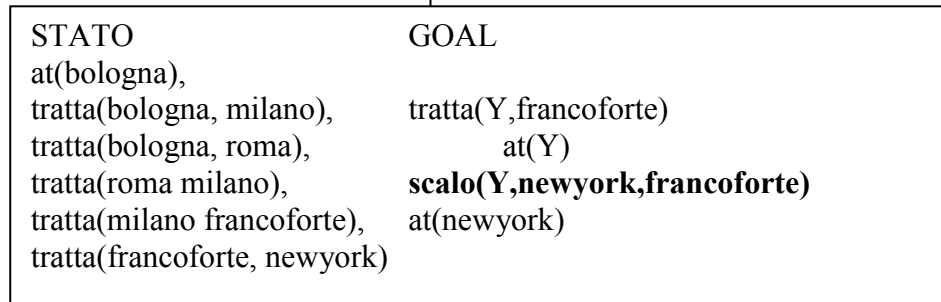 STATO GOAL
at(bologna),
tratta(bologna, milano), tratta(Y,francoforte)
tratta(bologna, roma), at(Y)
tratta(roma milano), scalo(Y,newyork,francoforte)
tratta(milano francoforte), at(newyork)
tratta(francoforte, newyork)